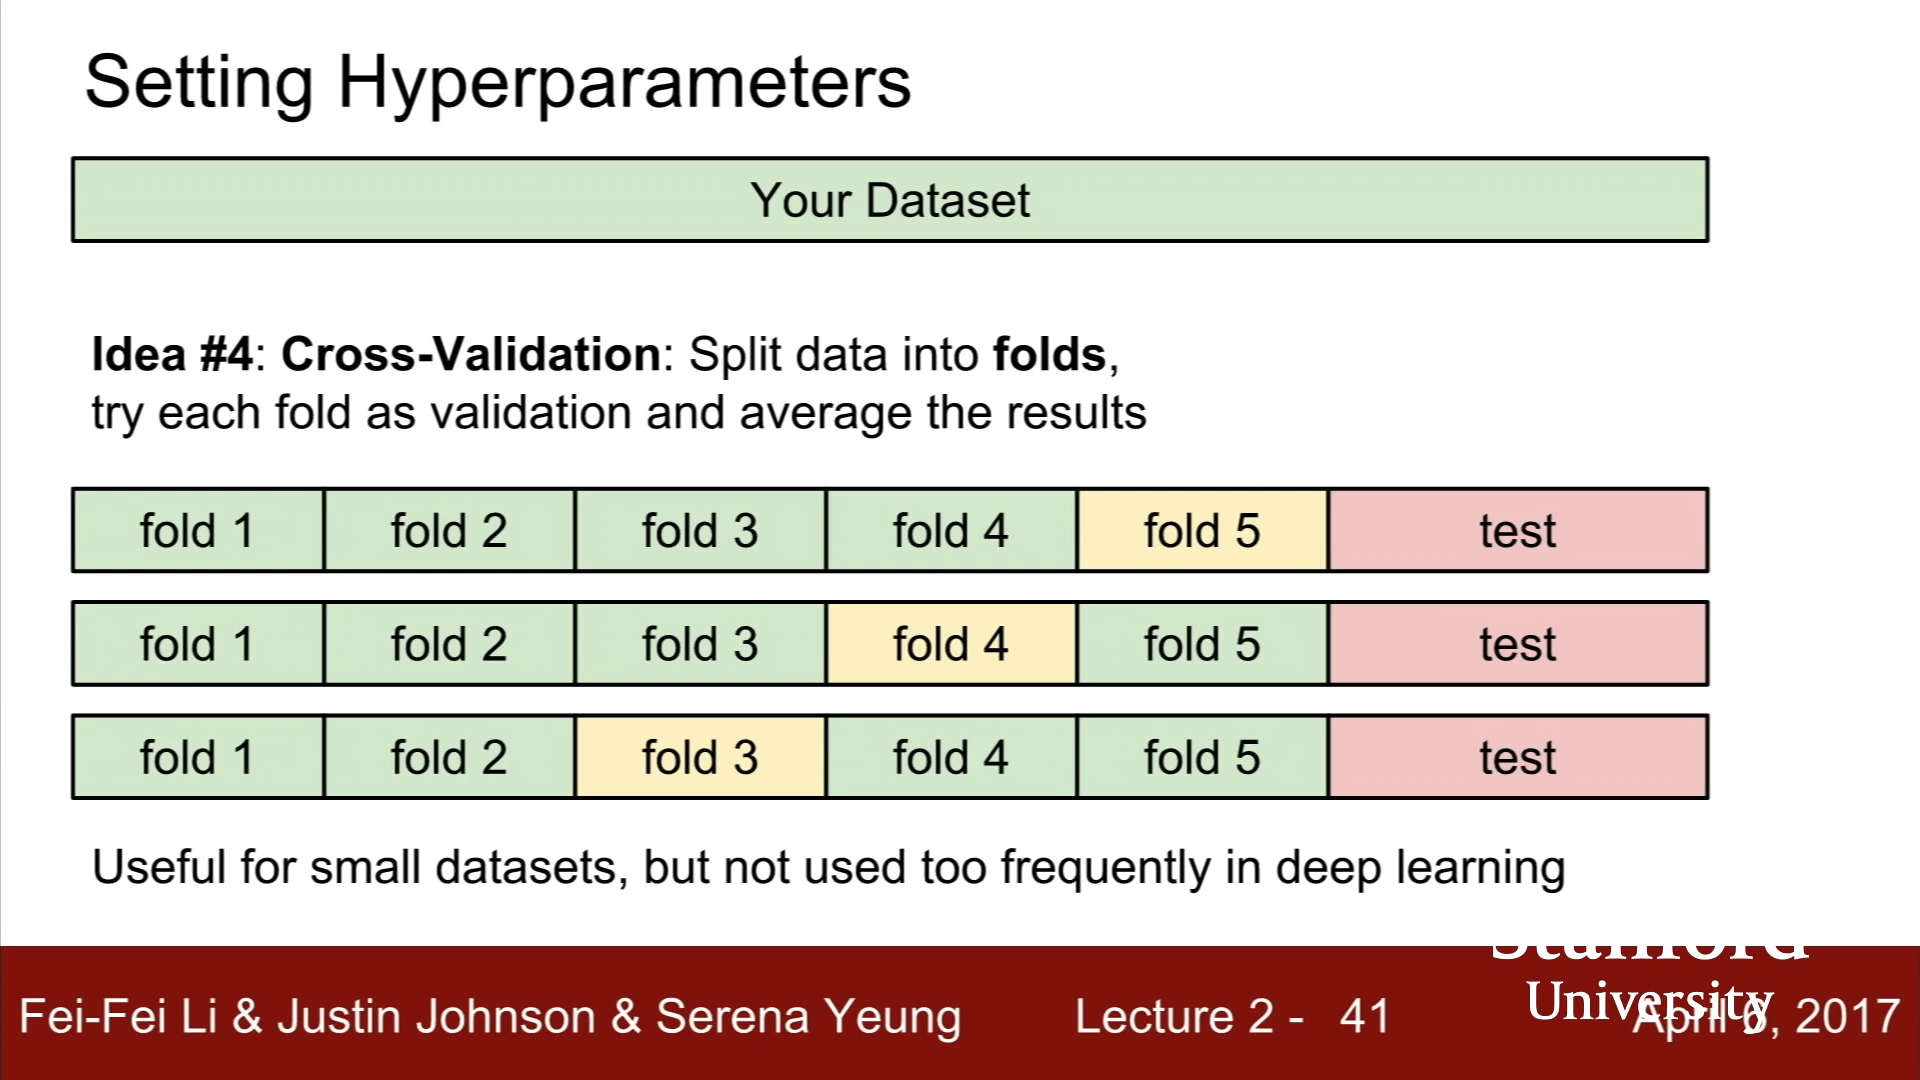 Setting Hyperparameters
Your Dataset
Idea #4: Cross-Validation: Split data into folds,
try each fold as validation and average the results
fold 1 fold 2 fold 3 fold 4 fold 5 test
fold 1 fold 2 fold 3 fold 4 fold 5 test
fold 1 fold 2 fold 3 fold 4 fold 5 test
Useful for small datasets, but not used too frequently in deep learning
Stanford
University
Fei-Fei Li & Justin Johnson & Serena Yeung Lecture 2 - 41 April 6, 2017